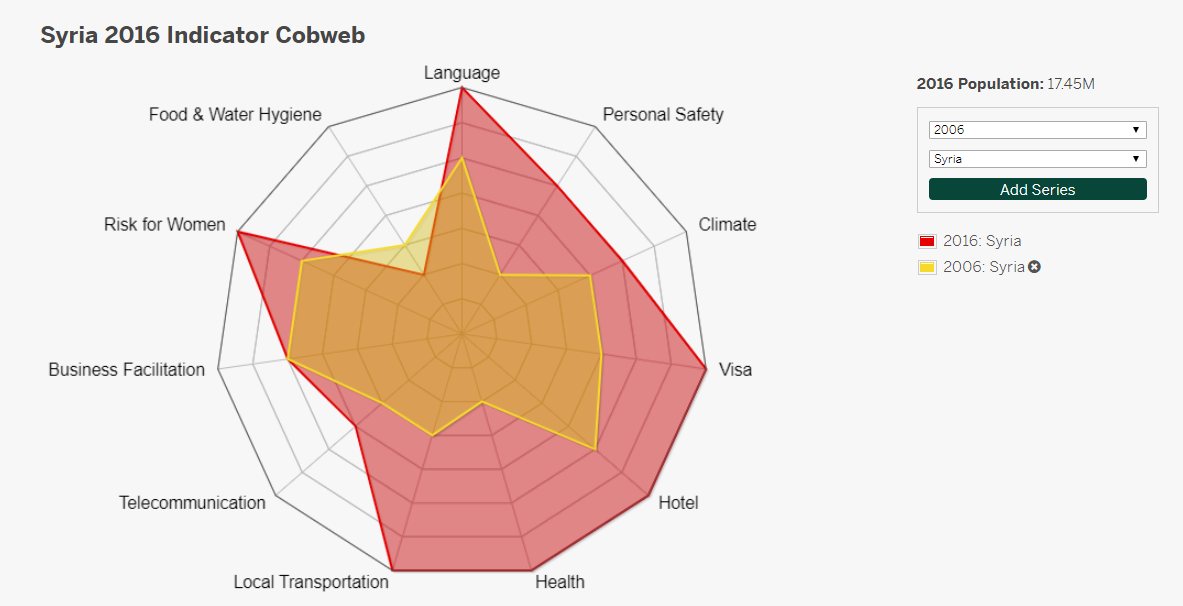 Syria 2016 Indicator Cobweb
Language
Food & Water Hygiene
Personal Safety
Risk for Women
Climate
Business Facilitation
Visa
Telecommunication
Hotel
Local Transportation
Health
2016 Population: 17.45M
2006
Syria
Add Series
2016: Syria
2006: Syria